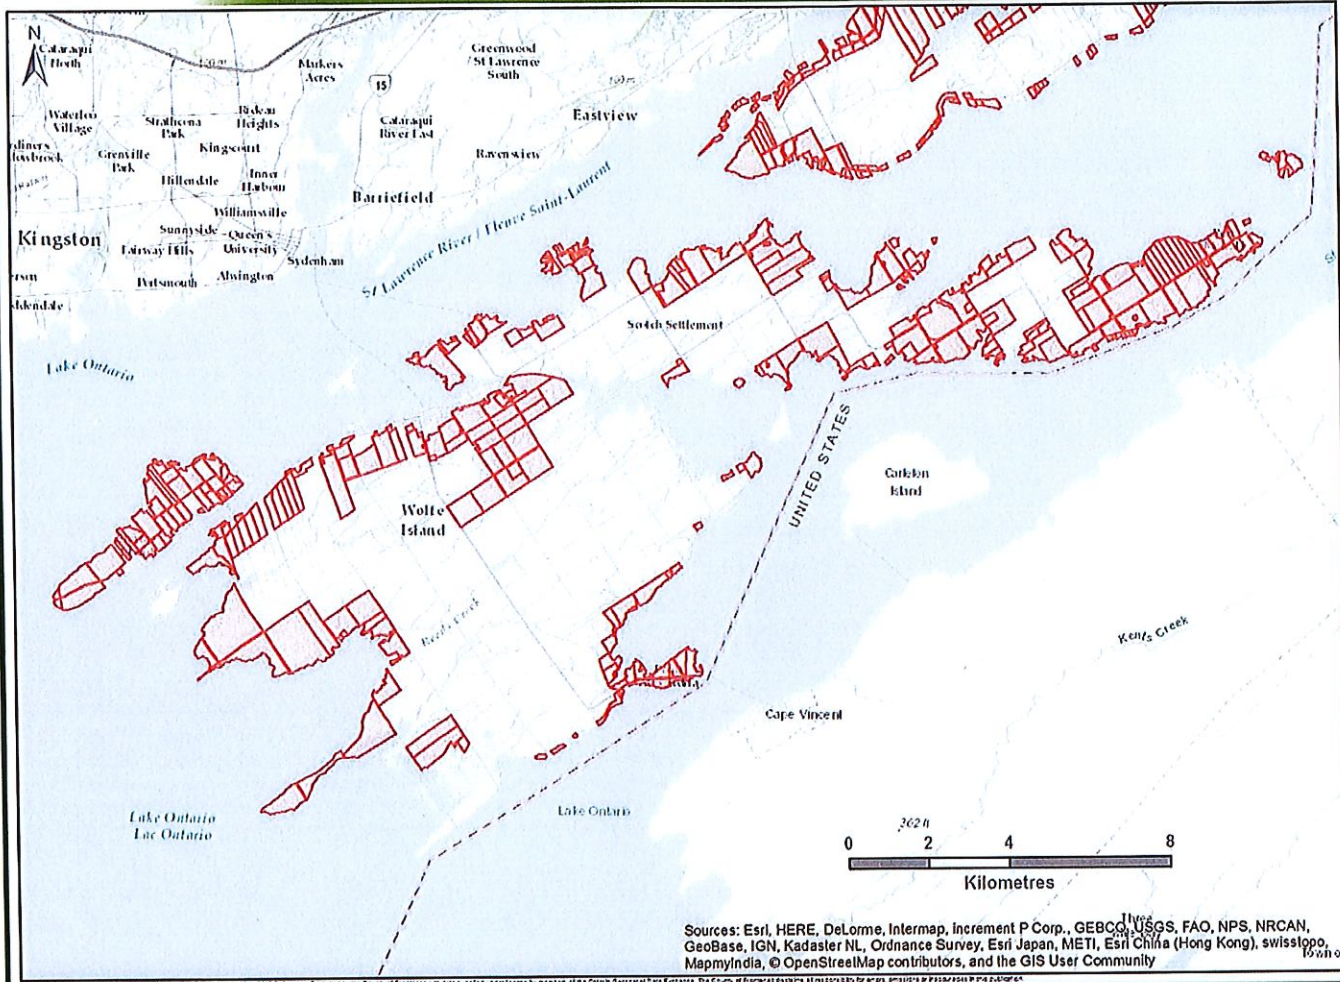 N
Cataraqui
North
Markers
Acres
15
Greenwood
/ St Lawrence
South
100 m
Waterloo
Village
Strathcona
Park
Rideau
Heights
Cataraqui
River East
Eastview
Grenville
Park
Kingscourt
Ravensview
Hillendale
Inner
Harbour
Barriefield
Williamsville
Kingston
Sunnyside
Queen's
University
Fairway Hills
Sydenham
Portsmouth
Alwington
St Lawrence River / Fleuve Saint-Laurent
Lake Ontario
Scotch Settlement
UNITED STATES
Carleton
Island
Wolfe
Island
Reeds Creek
Kents Creek
Cape Vincent
Lake Ontario
Lac Ontario
Lake Ontario
362 ft
0 2 4 8
Kilometres
Sources: Esri, HERE, DeLorme, Intermap, increment P Corp., GEBCO, USGS, FAO, NPS, NRCAN,
GeoBase, IGN, Kadaster NL, Ordnance Survey, Esri Japan, METI, Esri China (Hong Kong), swisstopo,
MapmyIndia, © OpenStreetMap contributors, and the GIS User Community